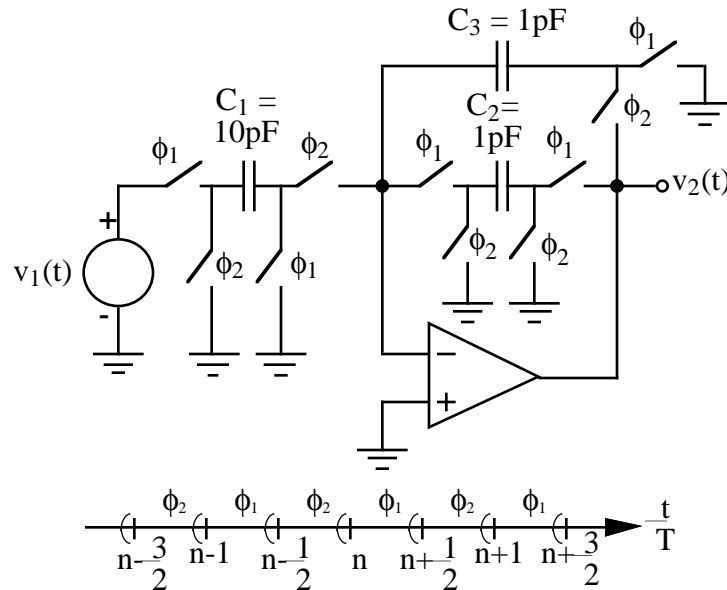 C₃ = 1pF
ϕ₁
C₁ =
10pF
C₂=
1pF
ϕ₂
ϕ₁
ϕ₂
ϕ₁
ϕ₁
v₂(t)
+
v₁(t)
-
ϕ₂
ϕ₁
ϕ₂
ϕ₂
−
+
ϕ₂ ϕ₁ ϕ₂ ϕ₁ ϕ₂ ϕ₁
t/T
n-3/2 n-1 n-1/2 n n+1/2 n+1 n+3/2